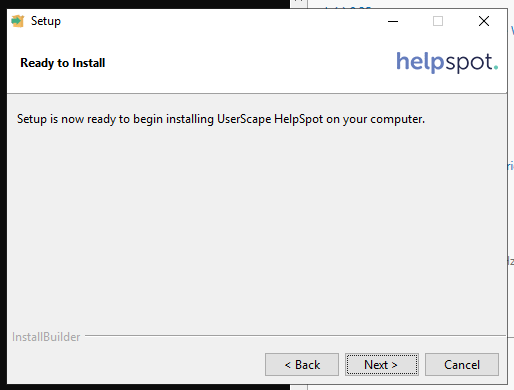 Setup
Ready to Install
helpspot.
Setup is now ready to begin installing UserScape HelpSpot on your computer.
InstallBuilder
< Back
Next >
Cancel